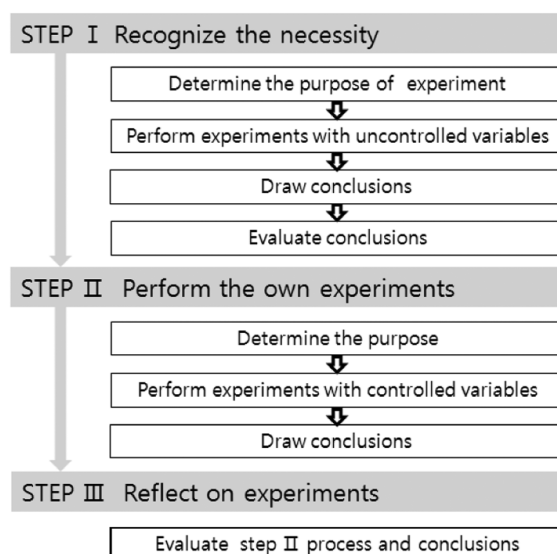 STEP Ⅰ Recognize the necessity
Determine the purpose of experiment
Perform experiments with uncontrolled variables
Draw conclusions
Evaluate conclusions
STEP Ⅱ Perform the own experiments
Determine the purpose
Perform experiments with controlled variables
Draw conclusions
STEP Ⅲ Reflect on experiments
Evaluate step Ⅱ process and conclusions